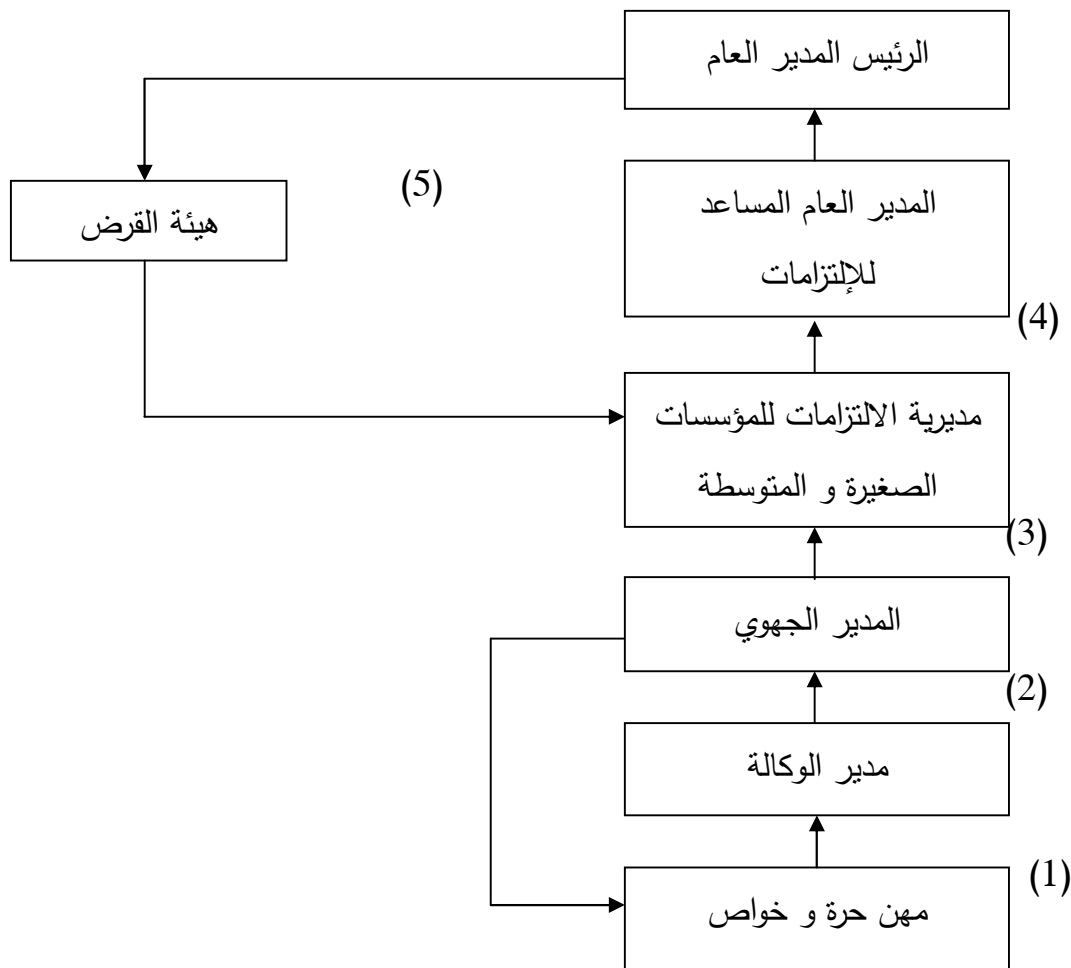 الرئيس المدير العام
(5)
هيئة القرض
المدير العام المساعد
للإلتزامات
(4)
مديرية الالتزامات للمؤسسات
الصغيرة و المتوسطة
(3)
المدير الجهوي
(2)
مدير الوكالة
(1)
مهن حرة و خواص